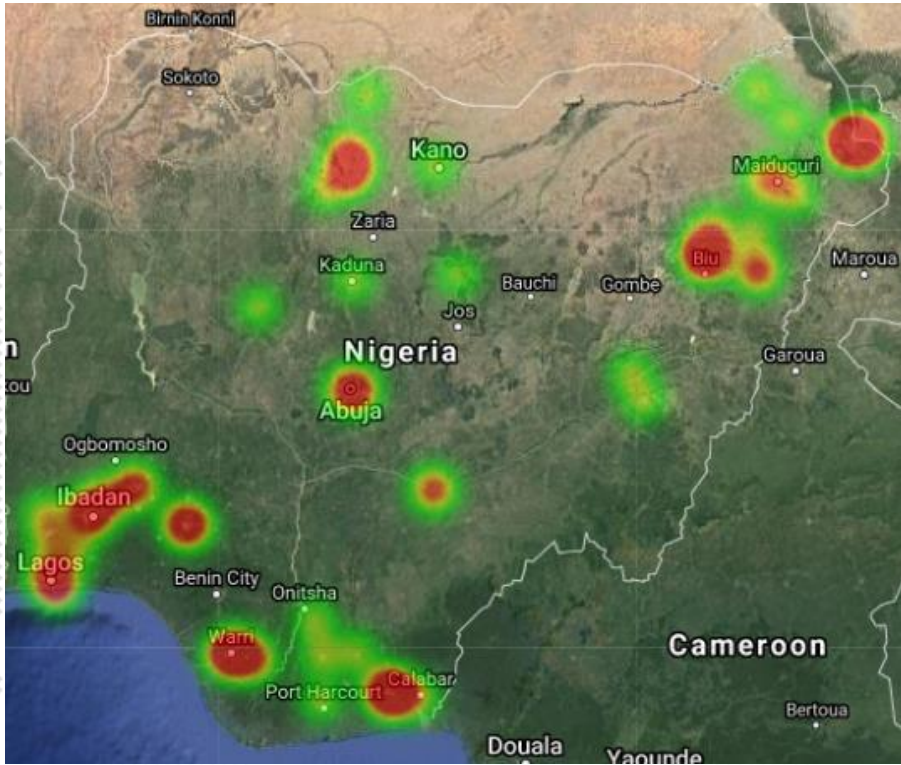 Birnin Konni
Sokoto
Kano
Maiduguri
Zaria
Biu
Maroua
Kaduna
Bauchi
Gombe
Jos
n
Nigeria
Garoua
kou
Abuja
Ogbomosho
Ibadan
Lagos
Benin City
Onitsha
Warri
Cameroon
Calabar
Port Harcourt
Bertoua
Douala
Yaounde